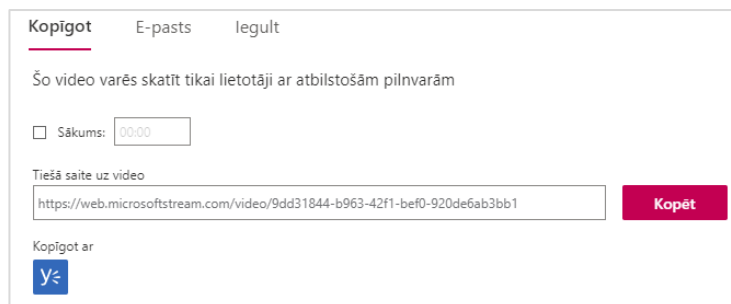 Kopīgot E-pasts Iegult
Šo video varēs skatīt tikai lietotāji ar atbilstošām pilnvarām
Sākums: 00:00
Tiešā saite uz video
https://web.microsoftstream.com/video/9dd31844-b963-42f1-bef0-920de6ab3bb1 Kopēt
Kopīgot ar